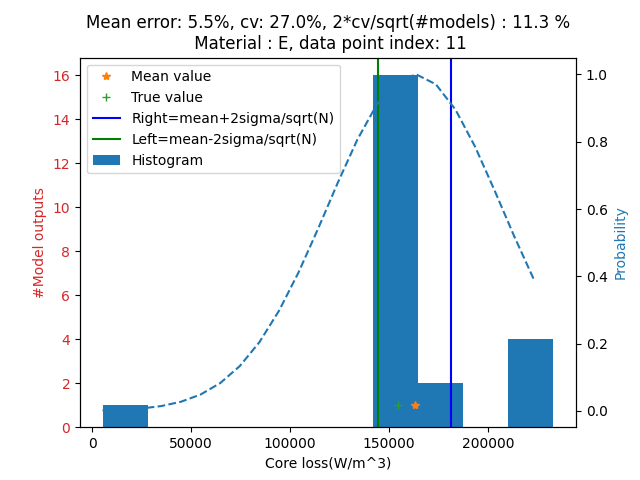 Mean error: 5.5%, cv: 27.0%, 2*cv/sqrt(#models) : 11.3 %
Material : E, data point index: 11
Mean value
True value
Right=mean+2sigma/sqrt(N)
Left=mean-2sigma/sqrt(N)
Histogram
#Model outputs
16
14
12
10
8
6
4
2
0
1.0
0.8
0.6
0.4
0.2
0.0
Probability
0
50000
100000
150000
200000
Core loss(W/m^3)